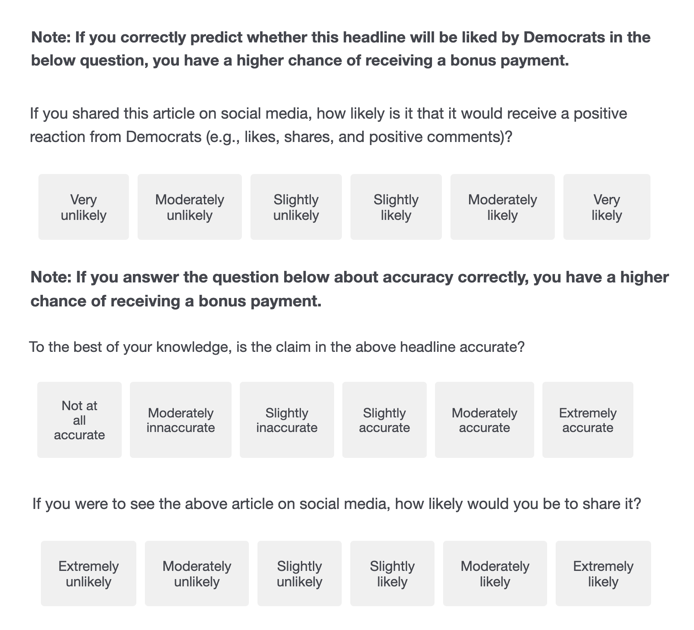 Note: If you correctly predict whether this headline will be liked by Democrats in the
below question, you have a higher chance of receiving a bonus payment.
If you shared this article on social media, how likely is it that it would receive a positive
reaction from Democrats (e.g., likes, shares, and positive comments)?
Very
unlikely
Moderately
unlikely
Slightly
unlikely
Slightly
likely
Moderately
likely
Very
likely
Note: If you answer the question below about accuracy correctly, you have a higher
chance of receiving a bonus payment.
To the best of your knowledge, is the claim in the above headline accurate?
Not at
all
accurate
Moderately
innaccurate
Slightly
inaccurate
Slightly
accurate
Moderately
accurate
Extremely
accurate
If you were to see the above article on social media, how likely would you be to share it?
Extremely
unlikely
Moderately
unlikely
Slightly
unlikely
Slightly
likely
Moderately
likely
Extremely
likely